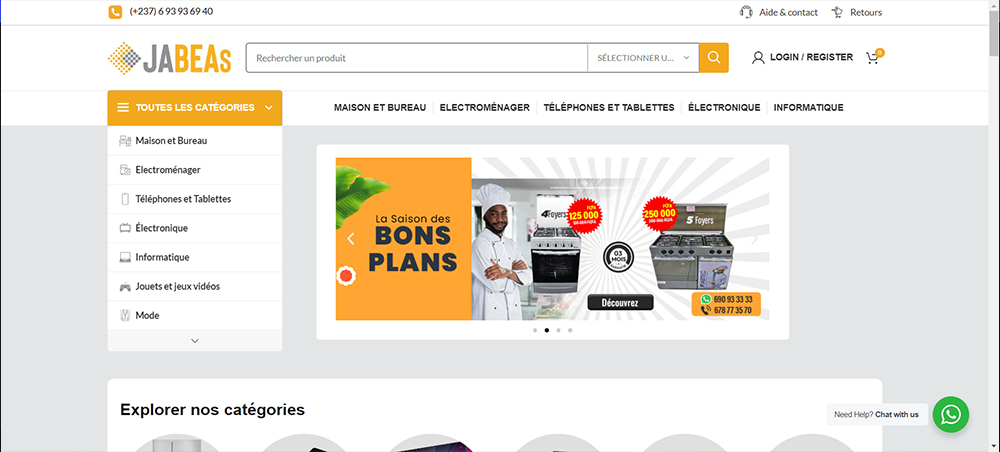 (+237) 6 93 93 69 40
Aide & contact
Retours
JABEAs
Rechercher un produit
SÉLECTIONNER U...
LOGIN / REGISTER
0
TOUTES LES CATÉGORIES
MAISON ET BUREAU
ELECTROMÉNAGER
TÉLÉPHONES ET TABLETTES
ÉLECTRONIQUE
INFORMATIQUE
Maison et Bureau
Electroménager
Téléphones et Tablettes
Électronique
Informatique
Jouets et jeux vidéos
Mode
La Saison des
BONS
PLANS
4Foyers
FCFA
125 000
FCFA
250 000
5 Foyers
03
MOIS
Découvrez
690 93 33 33
678 77 35 70
Explorer nos catégories
Need Help? Chat with us